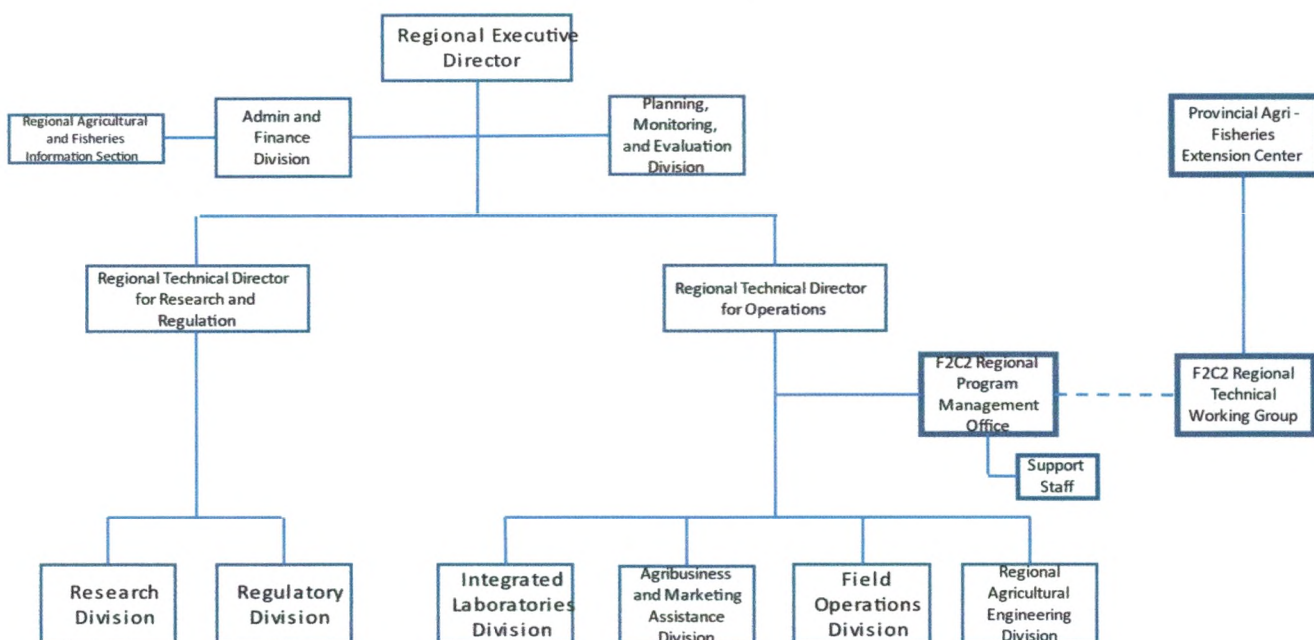 Regional Executive
Director
Regional Agricultural
and Fisheries
Information Section
Admin and
Finance
Division
Planning,
Monitoring,
and Evaluation
Division
Provincial Agri -
Fisheries
Extension Center
Regional Technical Director
for Research and
Regulation
Regional Technical Director
for Operations
F2C2 Regional
Program
Management
Office
F2C2 Regional
Technical
Working Group
Support
Staff
Research
Division
Regulatory
Division
Integrated
Laboratories
Division
Agribusiness
and Marketing
Assistance
Division
Field
Operations
Division
Regional
Agricultural
Engineering
Division